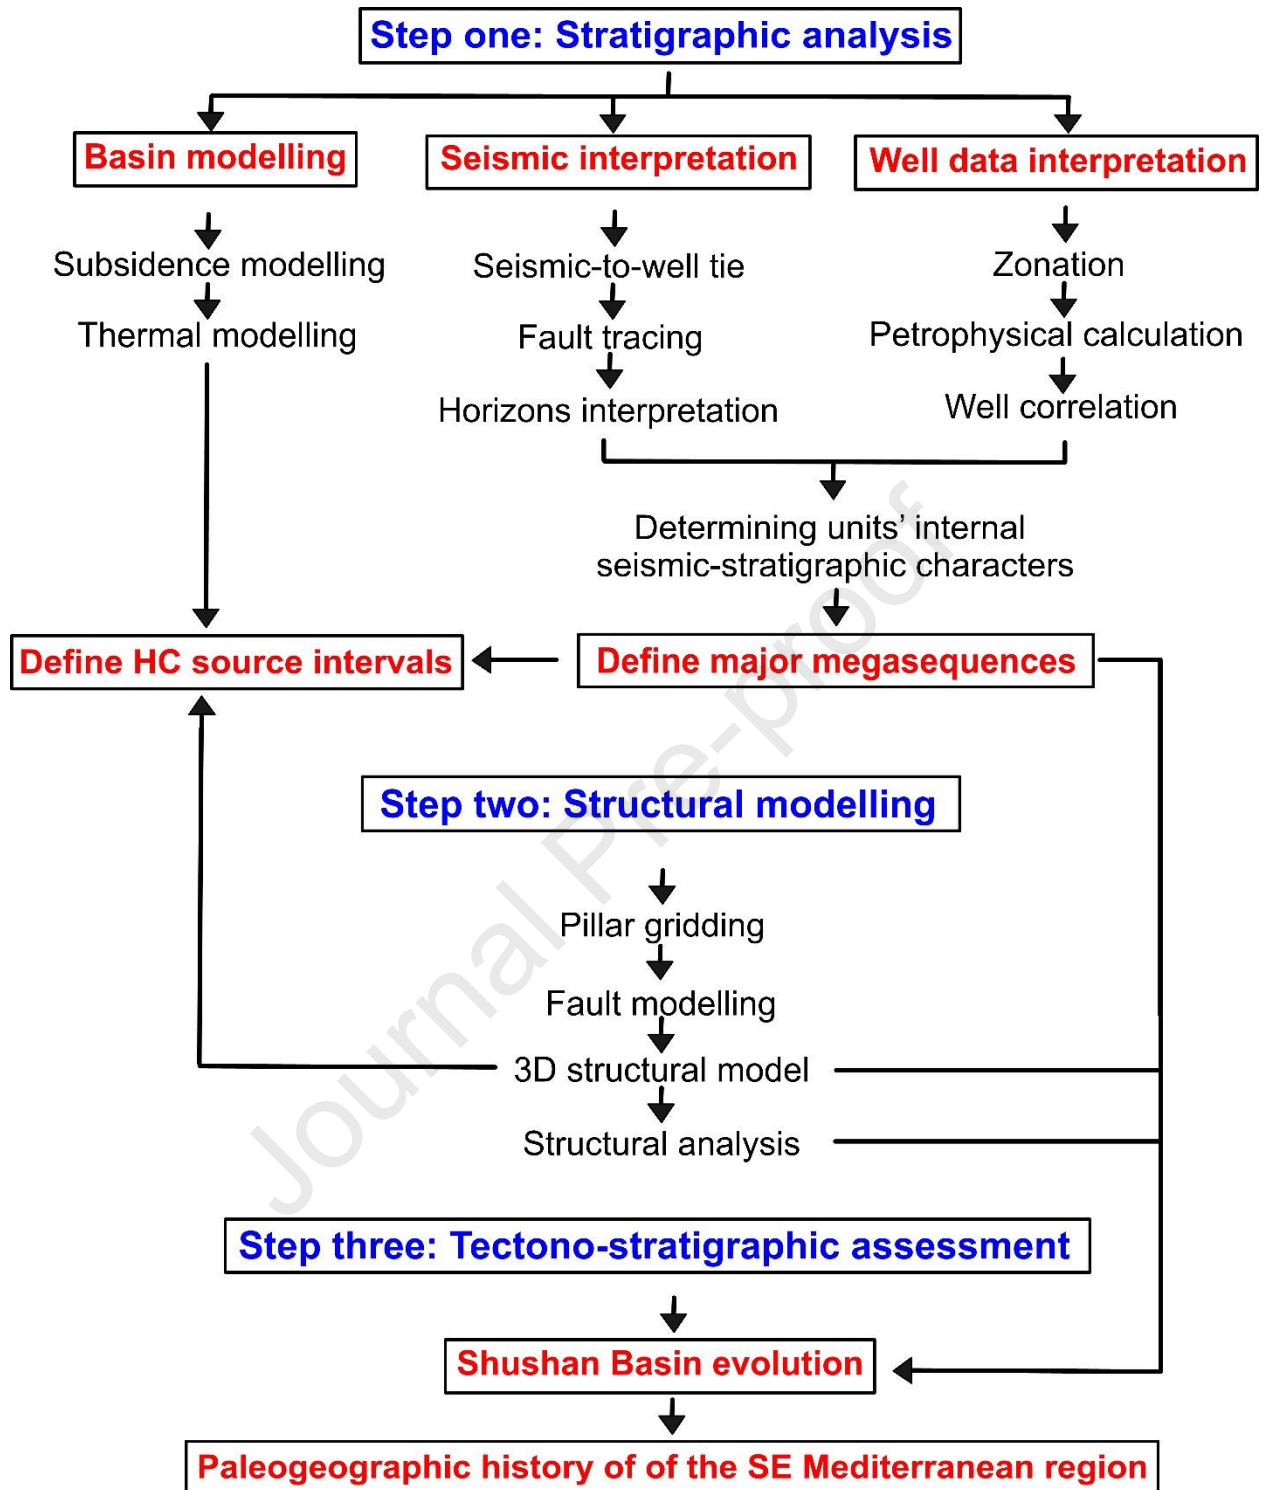 Step one: Stratigraphic analysis
Basin modelling
Seismic interpretation
Well data interpretation
Subsidence modelling
Seismic-to-well tie
Zonation
Thermal modelling
Fault tracing
Petrophysical calculation
Horizons interpretation
Well correlation
Determining units’ internal
seismic-stratigraphic characters
Define HC source intervals
Define major megasequences
Step two: Structural modelling
Pillar gridding
Fault modelling
3D structural model
Structural analysis
Step three: Tectono-stratigraphic assessment
Shushan Basin evolution
Paleogeographic history of of the SE Mediterranean region
Journal Pre-proof